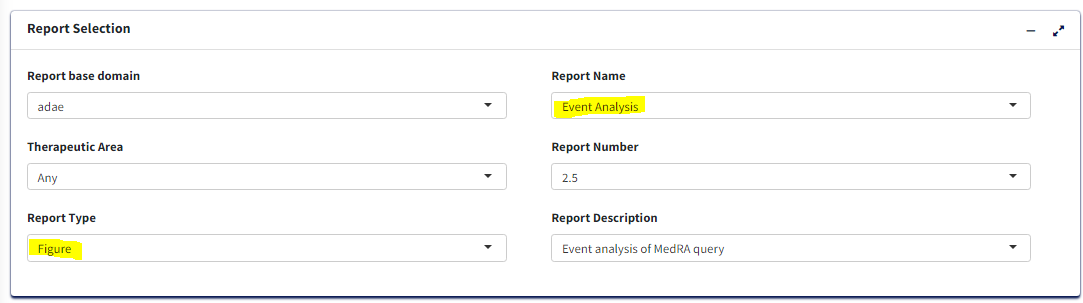 Report Selection
Report base domain
adae
Report Name
Event Analysis
Therapeutic Area
Any
Report Number
2.5
Report Type
Figure
Report Description
Event analysis of MedRA query